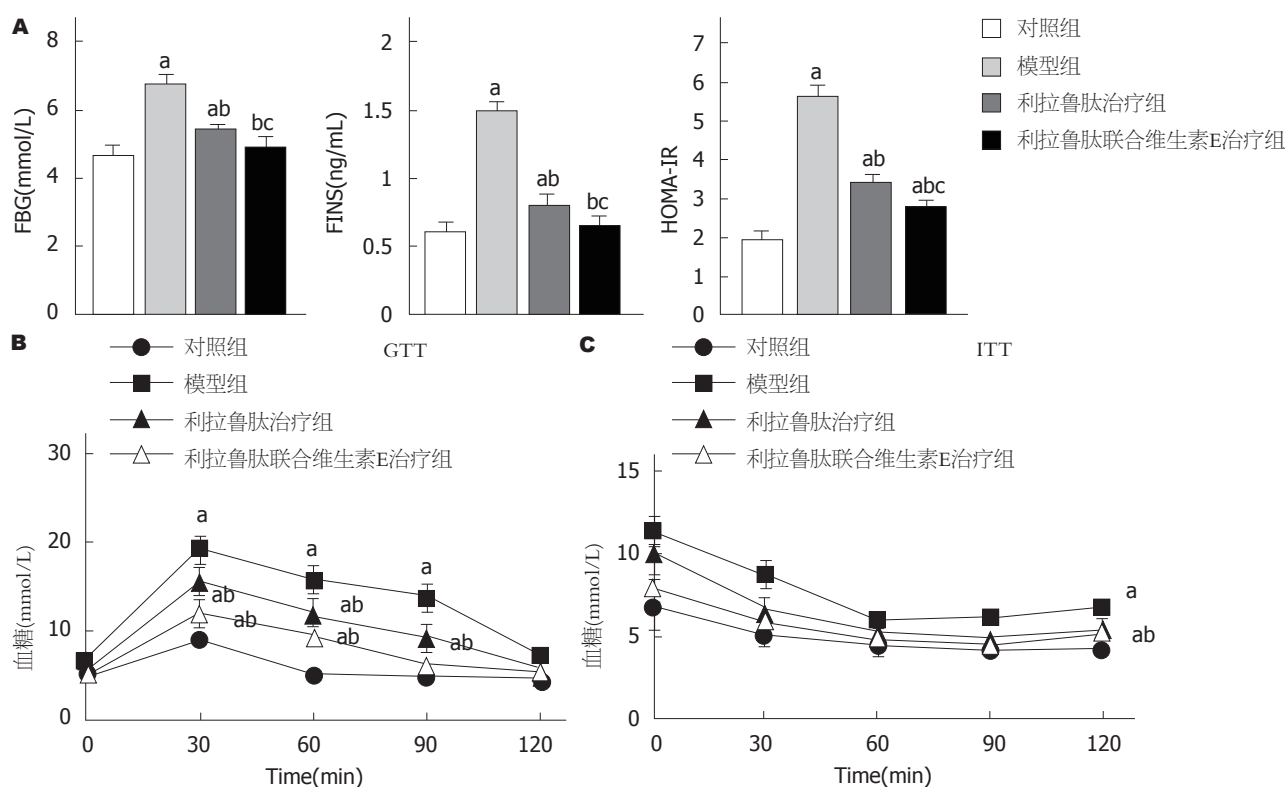 A
FBG(mmol/L)
8
6
4
2
0
a
ab
bc
FINS(ng/mL)
2
1.5
1
0.5
0
a
ab
bc
HOMA-IR
7
6
5
4
3
2
1
0
a
ab
abc
对照组
模型组
利拉鲁肽治疗组
利拉鲁肽联合维生素E治疗组
B
GTT
对照组
模型组
利拉鲁肽治疗组
利拉鲁肽联合维生素E治疗组
血糖(mmol/L)
30
20
10
0
a
a
a
ab
ab
ab
ab
ab
0 30 60 90 120
Time(min)
C
ITT
对照组
模型组
利拉鲁肽治疗组
利拉鲁肽联合维生素E治疗组
血糖(mmol/L)
15
10
5
0
a
ab
0 30 60 90 120
Time(min)